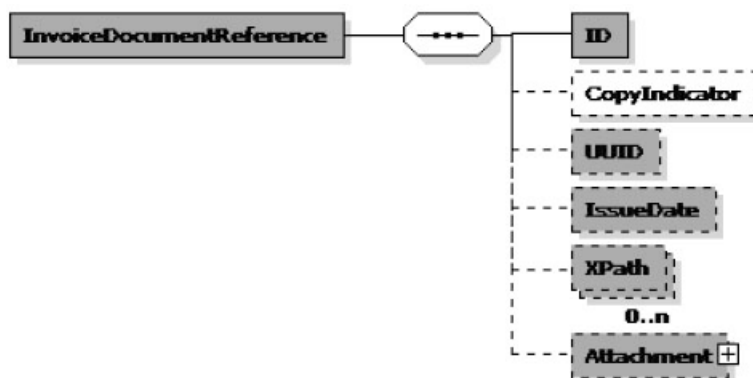 InvoiceDocumentReference
ID
CopyIndicator
UUID
IssueDate
XPath
0..n
Attachment